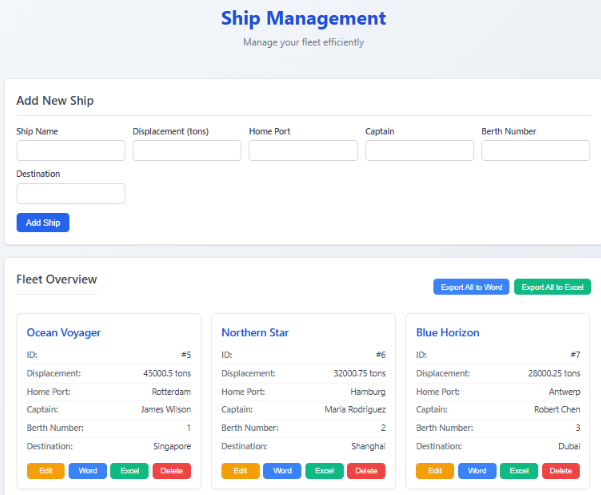 Ship Management
Manage your fleet efficiently
Add New Ship
Ship Name Displacement (tons) Home Port Captain Berth Number
Destination
Add Ship
Fleet Overview
Export All to Word Export All to Excel
Ocean Voyager Northern Star Blue Horizon
ID: #5 ID: #6 ID: #7
Displacement: 45000.5 tons Displacement: 32000.75 tons Displacement: 28000.25 tons
Home Port: Rotterdam Home Port: Hamburg Home Port: Antwerp
Captain: James Wilson Captain: Maria Rodriguez Captain: Robert Chen
Berth Number: 1 Berth Number: 2 Berth Number: 3
Destination: Singapore Destination: Shanghai Destination: Dubai
Edit Word Excel Delete Edit Word Excel Delete Edit Word Excel Delete